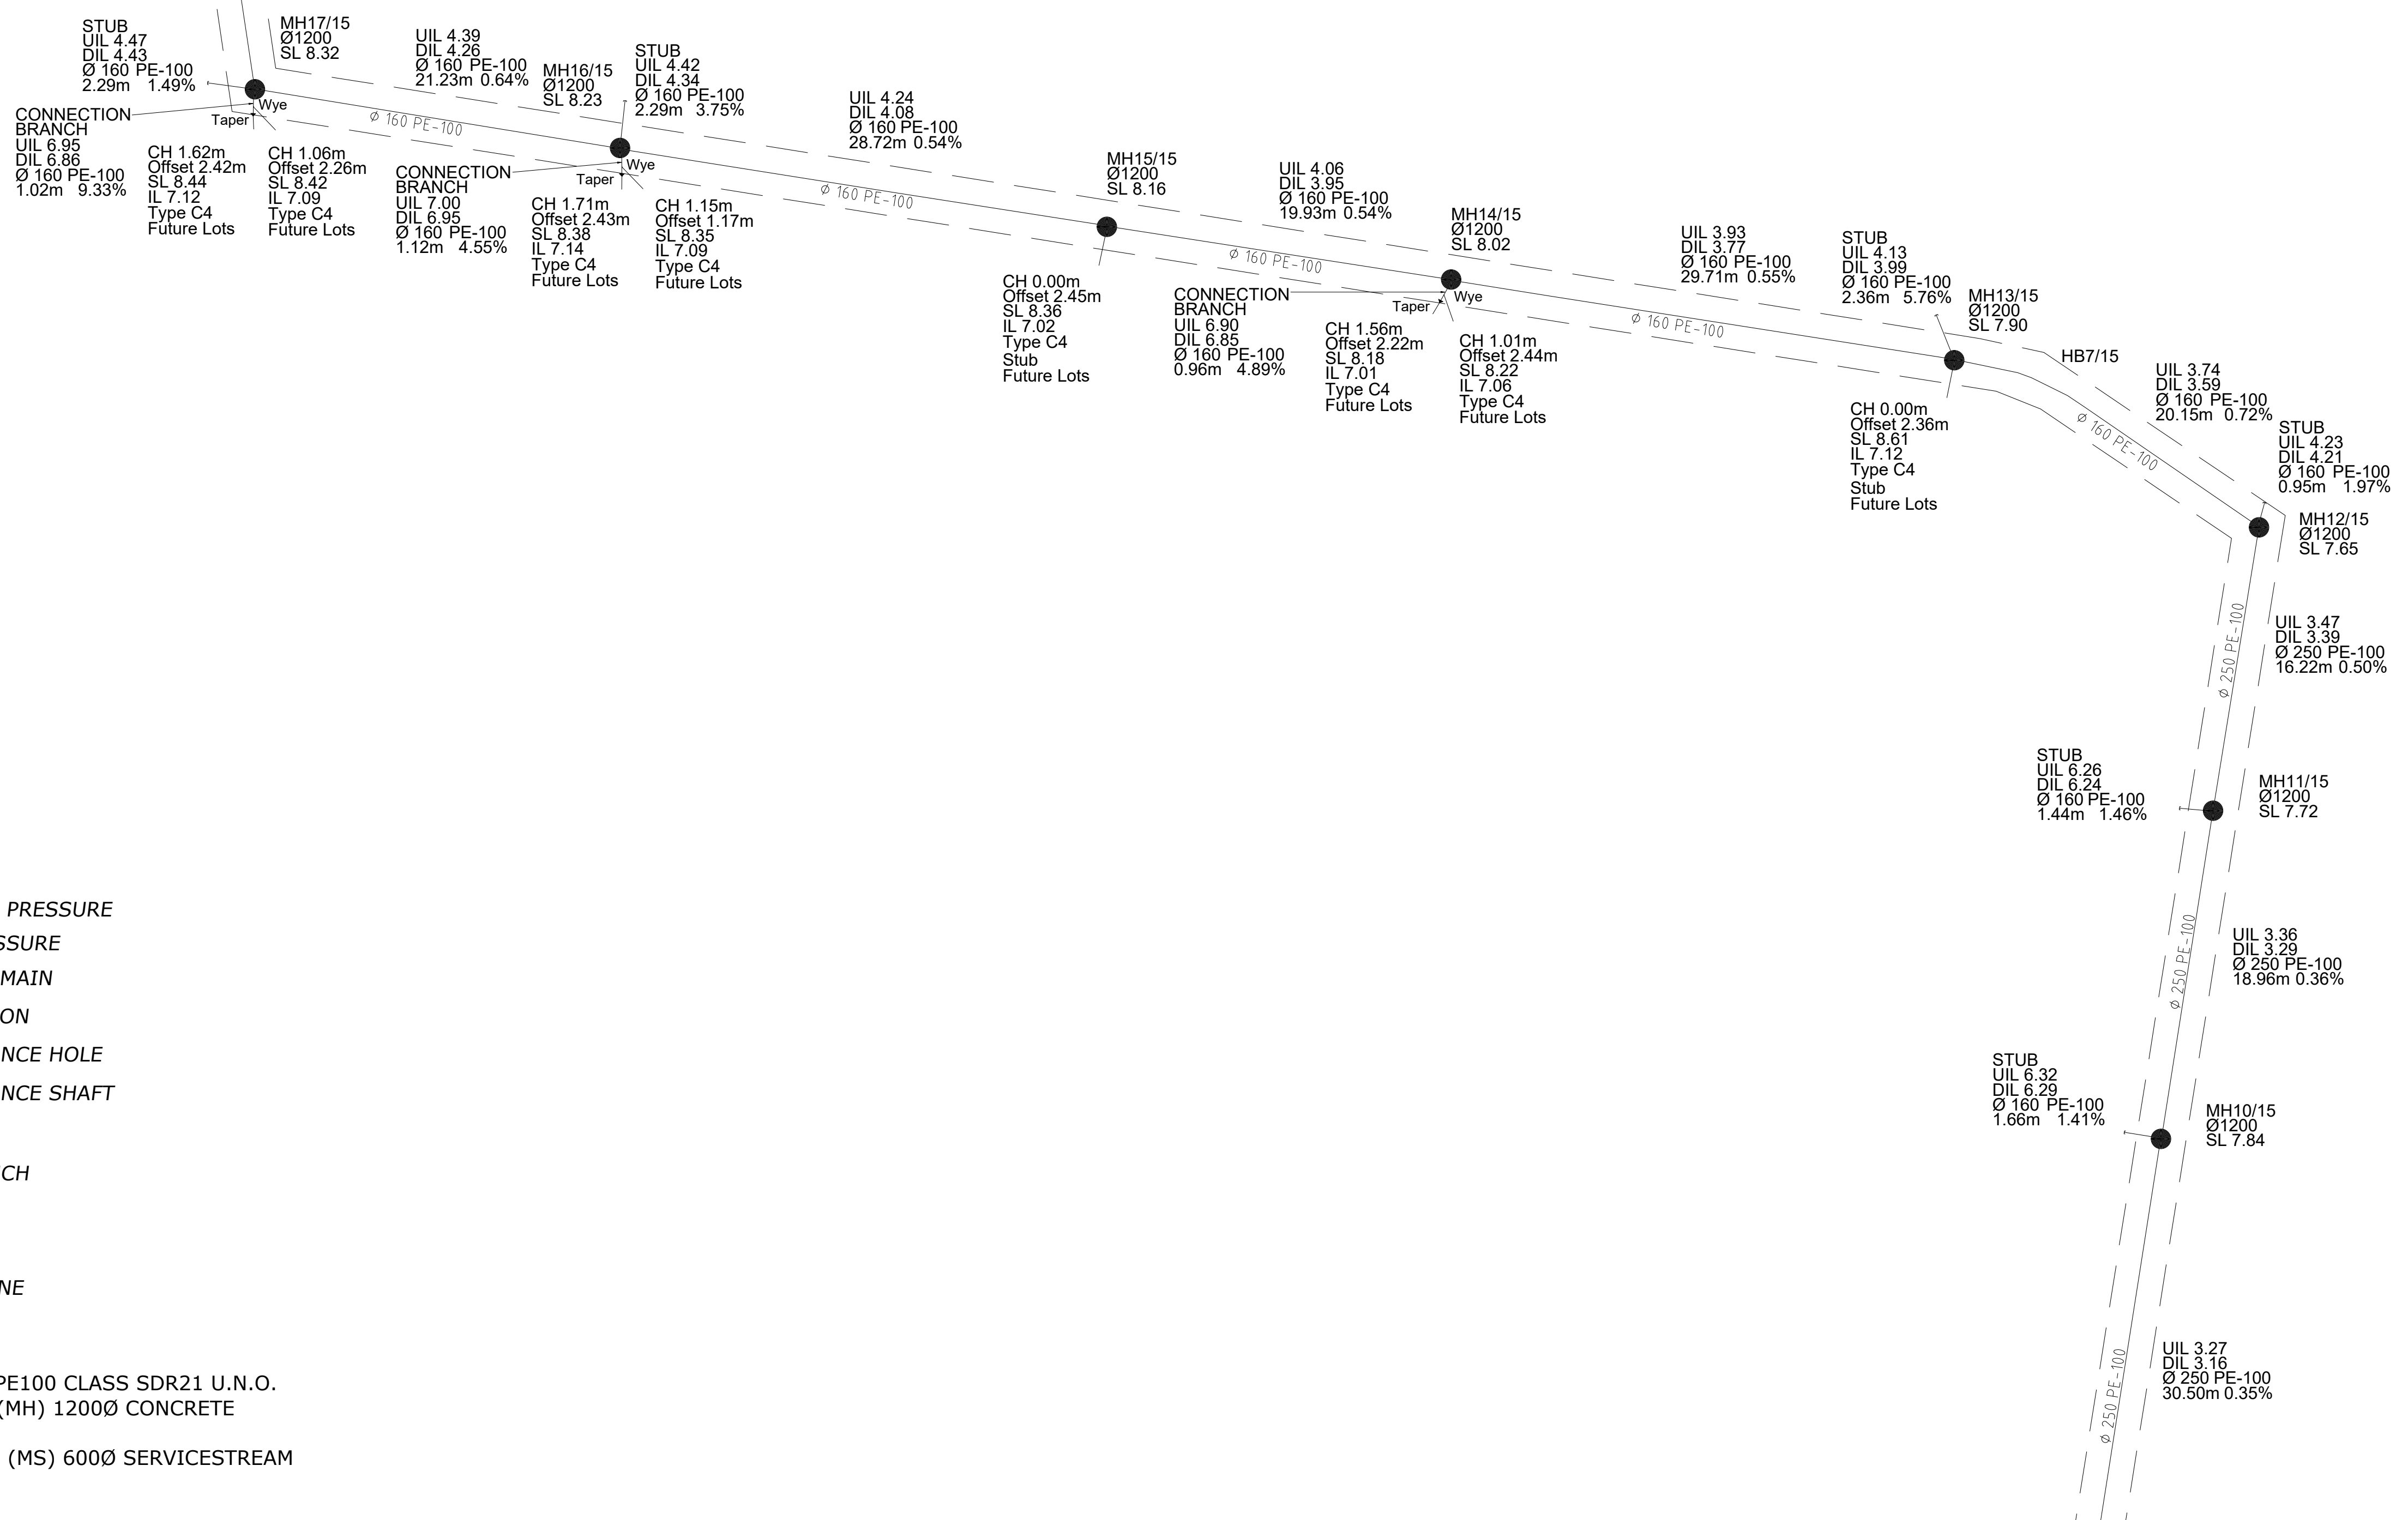 STUB
UIL 4.47
DIL 4.43
Ø 160 PE-100
2.29m 1.49%
MH17/15
Ø1200
SL 8.32
UIL 4.39
DIL 4.26
Ø 160 PE-100
21.23m 0.64%
MH16/15
Ø1200
SL 8.23
STUB
UIL 4.42
DIL 4.34
Ø 160 PE-100
2.29m 3.75%
CONNECTION
BRANCH
UIL 6.95
DIL 6.86
Ø 160 PE-100
1.02m 9.33%
Wye
Taper
Ø 160 PE-100
CH 1.62m
Offset 2.42m
SL 8.44
IL 7.12
Type C4
Future Lots
CH 1.06m
Offset 2.26m
SL 8.42
IL 7.09
Type C4
Future Lots
CONNECTION
BRANCH
UIL 7.00
DIL 6.95
Ø 160 PE-100
1.12m 4.55%
Wye
Taper
CH 1.71m
Offset 2.43m
SL 8.38
IL 7.14
Type C4
Future Lots
CH 1.15m
Offset 1.17m
SL 8.35
IL 7.09
Type C4
Future Lots
UIL 4.24
DIL 4.08
Ø 160 PE-100
28.72m 0.54%
Ø 160 PE-100
MH15/15
Ø1200
SL 8.16
CH 0.00m
Offset 2.45m
SL 8.36
IL 7.02
Type C4
Stub
Future Lots
UIL 4.06
DIL 3.95
Ø 160 PE-100
19.93m 0.54%
Ø 160 PE-100
MH14/15
Ø1200
SL 8.02
CONNECTION
BRANCH
UIL 6.90
DIL 6.85
Ø 160 PE-100
0.96m 4.89%
Wye
Taper
CH 1.56m
Offset 2.22m
SL 8.18
IL 7.01
Type C4
Future Lots
CH 1.01m
Offset 2.44m
SL 8.22
IL 7.06
Type C4
Future Lots
UIL 3.93
DIL 3.77
Ø 160 PE-100
29.71m 0.55%
Ø 160 PE-100
STUB
UIL 4.13
DIL 3.99
Ø 160 PE-100
2.36m 5.76%
MH13/15
Ø1200
SL 7.90
HB7/15
CH 0.00m
Offset 2.36m
SL 8.61
IL 7.12
Type C4
Stub
Future Lots
UIL 3.74
DIL 3.59
Ø 160 PE-100
20.15m 0.72%
Ø 160 PE-100
STUB
UIL 4.23
DIL 4.21
Ø 160 PE-100
0.95m 1.97%
MH12/15
Ø1200
SL 7.65
UIL 3.47
DIL 3.39
Ø 250 PE-100
16.22m 0.50%
Ø 250 PE-100
STUB
UIL 6.26
DIL 6.24
Ø 160 PE-100
1.44m 1.46%
MH11/15
Ø1200
SL 7.72
UIL 3.36
DIL 3.29
Ø 250 PE-100
18.96m 0.36%
Ø 250 PE-100
STUB
UIL 6.32
DIL 6.29
Ø 160 PE-100
1.66m 1.41%
MH10/15
Ø1200
SL 7.84
UIL 3.27
DIL 3.16
Ø 250 PE-100
30.50m 0.35%
Ø 250 PE-100
PRESSURE
SSURE
MAIN
ON
NCE HOLE
NCE SHAFT
CH
NE
PE100 CLASS SDR21 U.N.O.
(MH) 1200Ø CONCRETE
(MS) 600Ø SERVICESTREAM